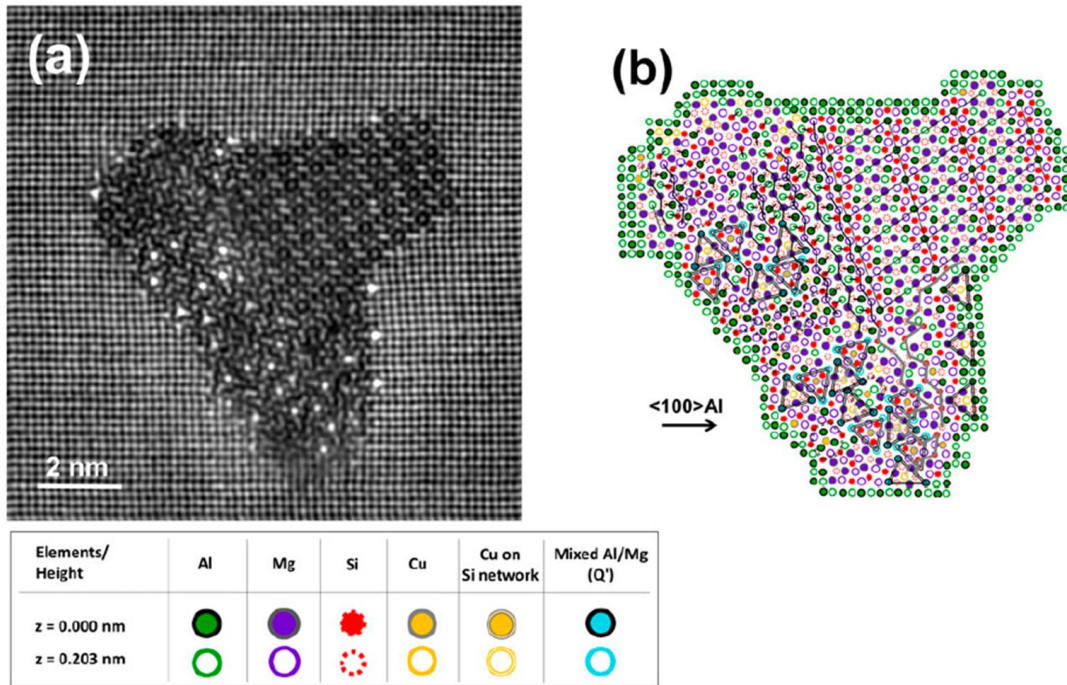 (a)
(b)
<100>Al
2 nm
Elements/
Height
Al
Mg
Si
Cu
Cu on
Si network
Mixed Al/Mg
(Q')
z = 0.000 nm
z = 0.203 nm